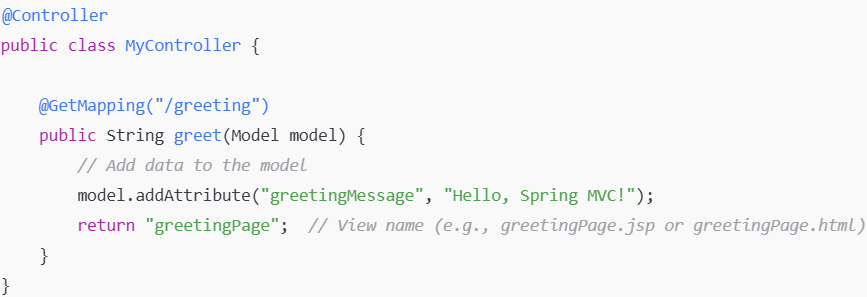 @Controller
public class MyController {
@GetMapping("/greeting")
public String greet(Model model) {
// Add data to the model
model.addAttribute("greetingMessage", "Hello, Spring MVC!");
return "greetingPage";  // View name (e.g., greetingPage.jsp or greetingPage.html)
}
}